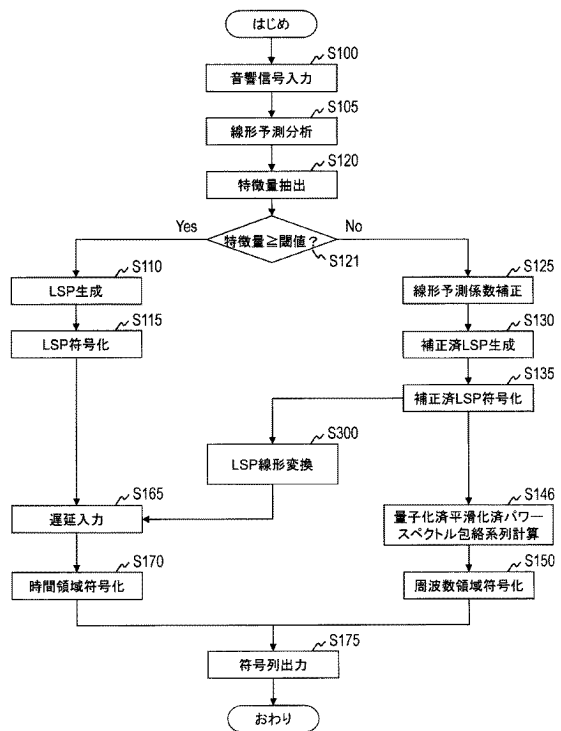 はじめ
S100
音響信号入力
S105
線形予測分析
S120
特徴量抽出
Yes
特徴量≧閾値？
No
S121
S110
LSP生成
S125
線形予測係数補正
S115
LSP符号化
S130
補正済LSP生成
S135
補正済LSP符号化
S300
LSP線形変換
S165
遅延入力
S146
量子化済平滑化済パワー
スペクトル包絡系列計算
S170
時間領域符号化
S150
周波数領域符号化
S175
符号列出力
おわり